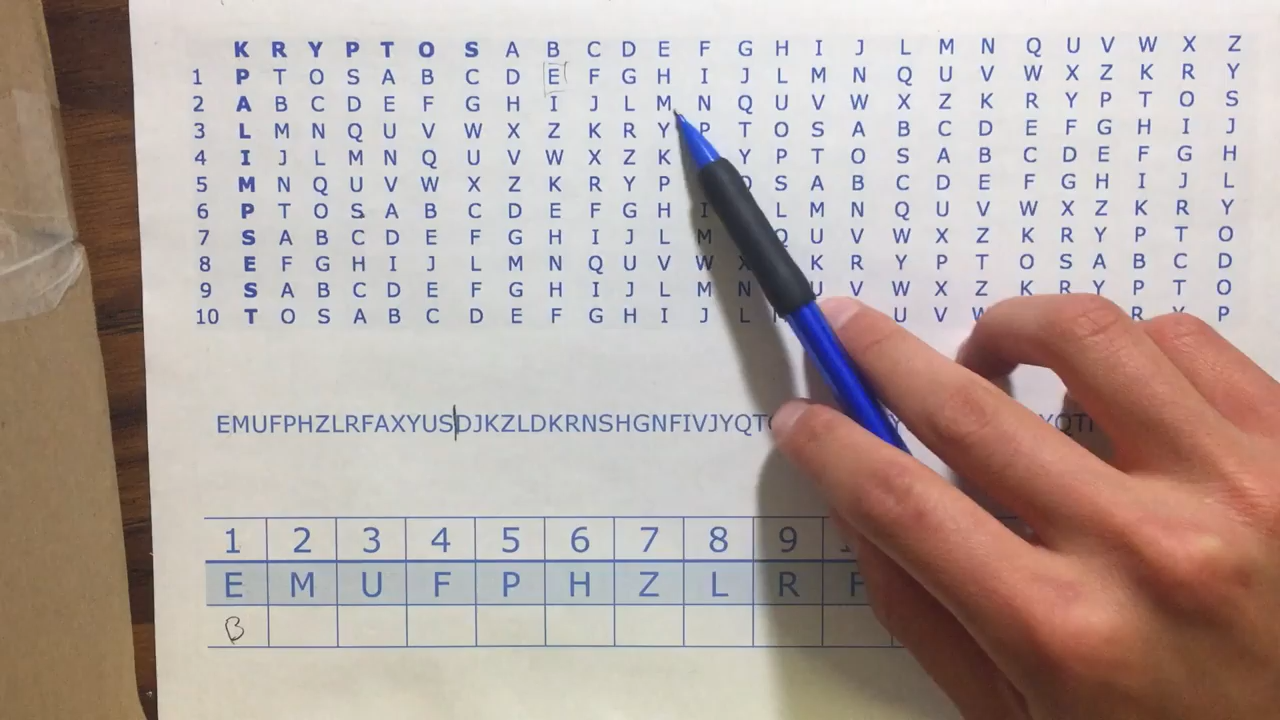 K R Y P T O S A B C D E F G H I J L M N Q U V W X Z
1 P T O S A B C D E F G H I J L M N Q U V W X Z K R Y
2 A B C D E F G H I J L M N Q U V W X Z K R Y P T O S
3 L M N Q U V W X Z K R Y P T O S A B C D E F G H I J
4 I J L M N Q U V W X Z K Y P T O S A B C D E F G H
5 M N Q U V W X Z K R Y P S A B C D E F G H I J L
6 P T O S A B C D E F G H I L M N Q U V W X Z K R Y
7 S A B C D E F G H I J L M Q U V W X Z K R Y P T O
8 E F G H I J L M N Q U V W X K R Y P T O S A B C D
9 S A B C D E F G H I J L M N U V W X Z K R Y P T O
10 T O S A B C D E F G H I J L M U V W R Y P
EMUFPHZLRFAXYUSDJKZLDKRNSHGNFIVJYQT Y YQT
1 2 3 4 5 6 7 8 9
E M U F P H Z L R F
B